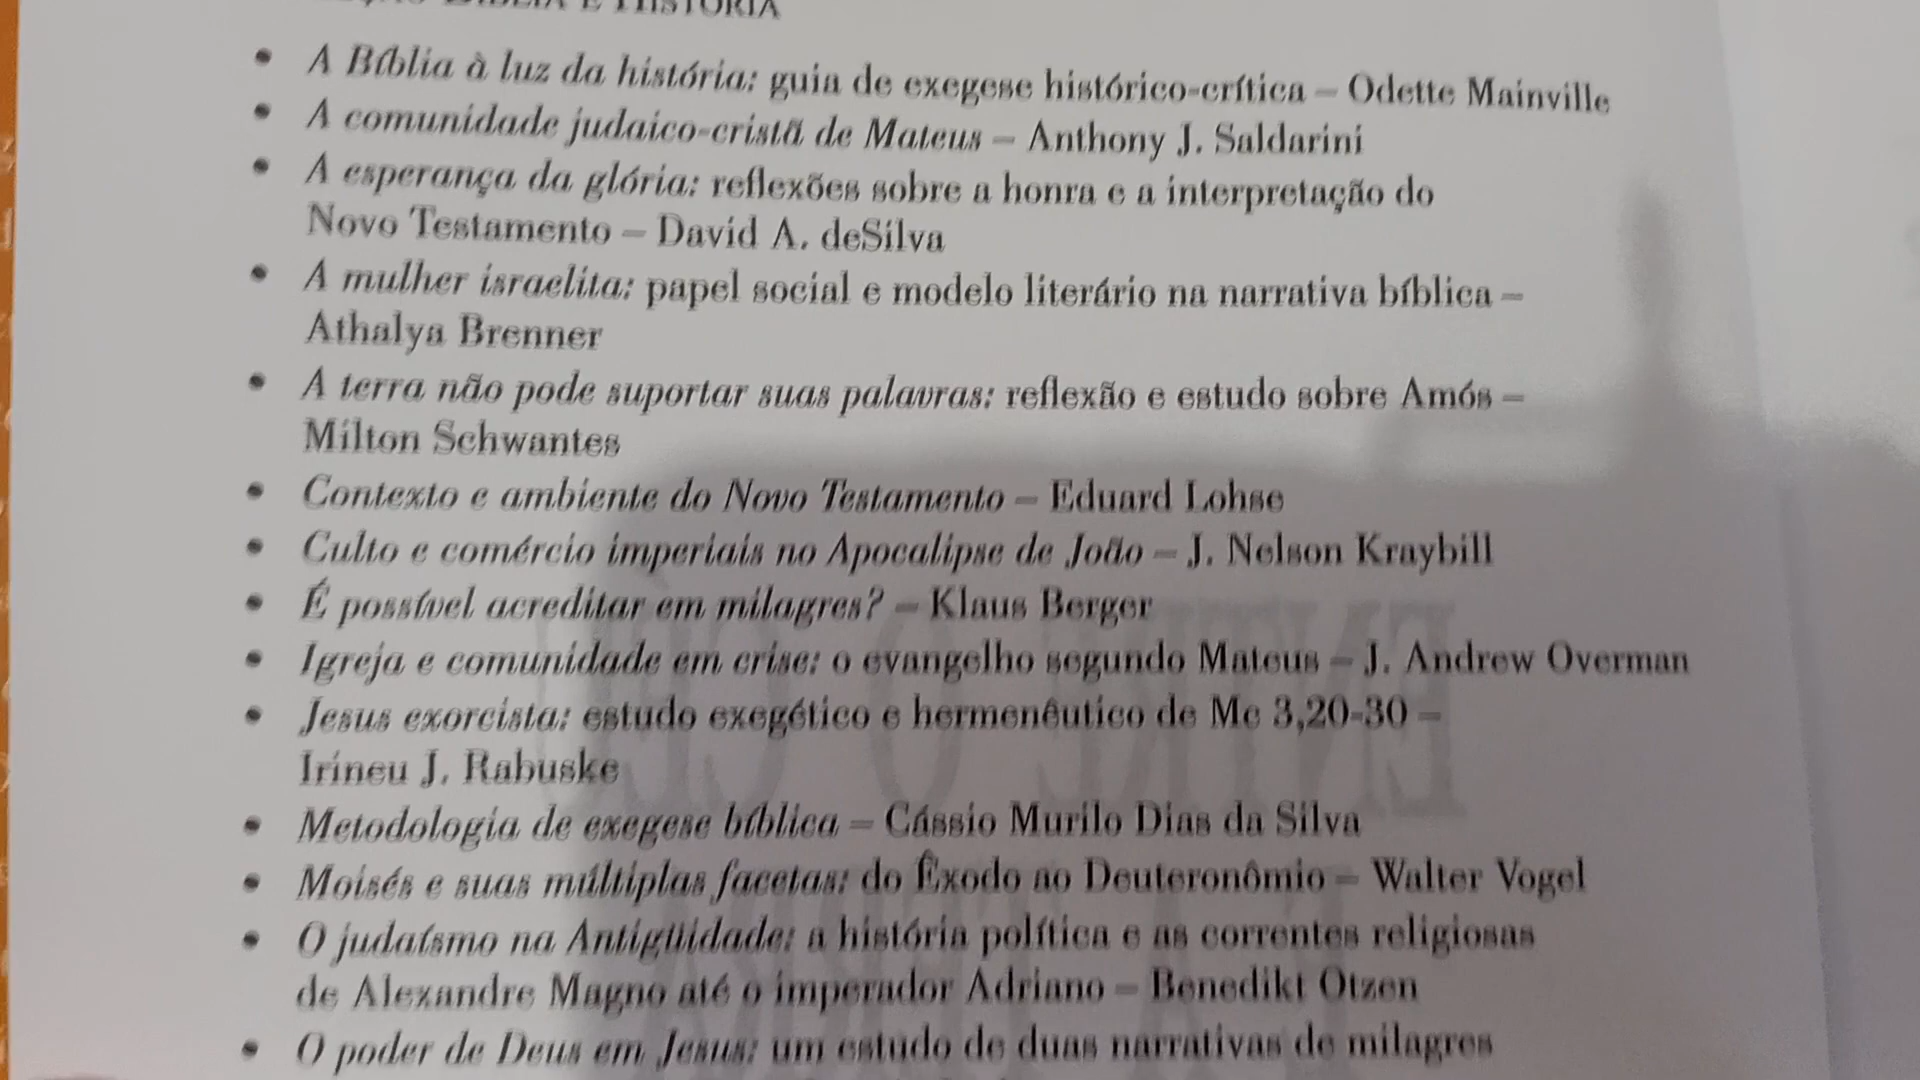 BÍBLIA E HISTÓRIA
• A Bíblia à luz da história: guia de exegese histórico-crítica – Odette Mainville
• A comunidade judaico-cristã de Mateus – Anthony J. Saldarini
• A esperança da glória: reflexões sobre a honra e a interpretação do
Novo Testamento – David A. deSilva
• A mulher israelita: papel social e modelo literário na narrativa bíblica –
Athalya Brenner
• A terra não pode suportar suas palavras: reflexão e estudo sobre Amós –
Milton Schwantes
• Contexto e ambiente do Novo Testamento – Eduard Lohse
• Culto e comércio imperiais no Apocalipse de João – J. Nelson Kraybill
• É possível acreditar em milagres? – Klaus Berger
• Igreja e comunidade em crise: o evangelho segundo Mateus – J. Andrew Overman
• Jesus exorcista: estudo exegético e hermenêutico de Mc 3,20-30 –
Irineu J. Rabuske
• Metodologia de exegese bíblica – Cássio Murilo Dias da Silva
• Moisés e suas múltiplas facetas: do Êxodo ao Deuteronômio – Walter Vogel
• O judaísmo na Antigüidade: a história política e as correntes religiosas
de Alexandre Magno até o imperador Adriano – Benedikt Otzen
• O poder de Deus em Jesus: um estudo de duas narrativas de milagres